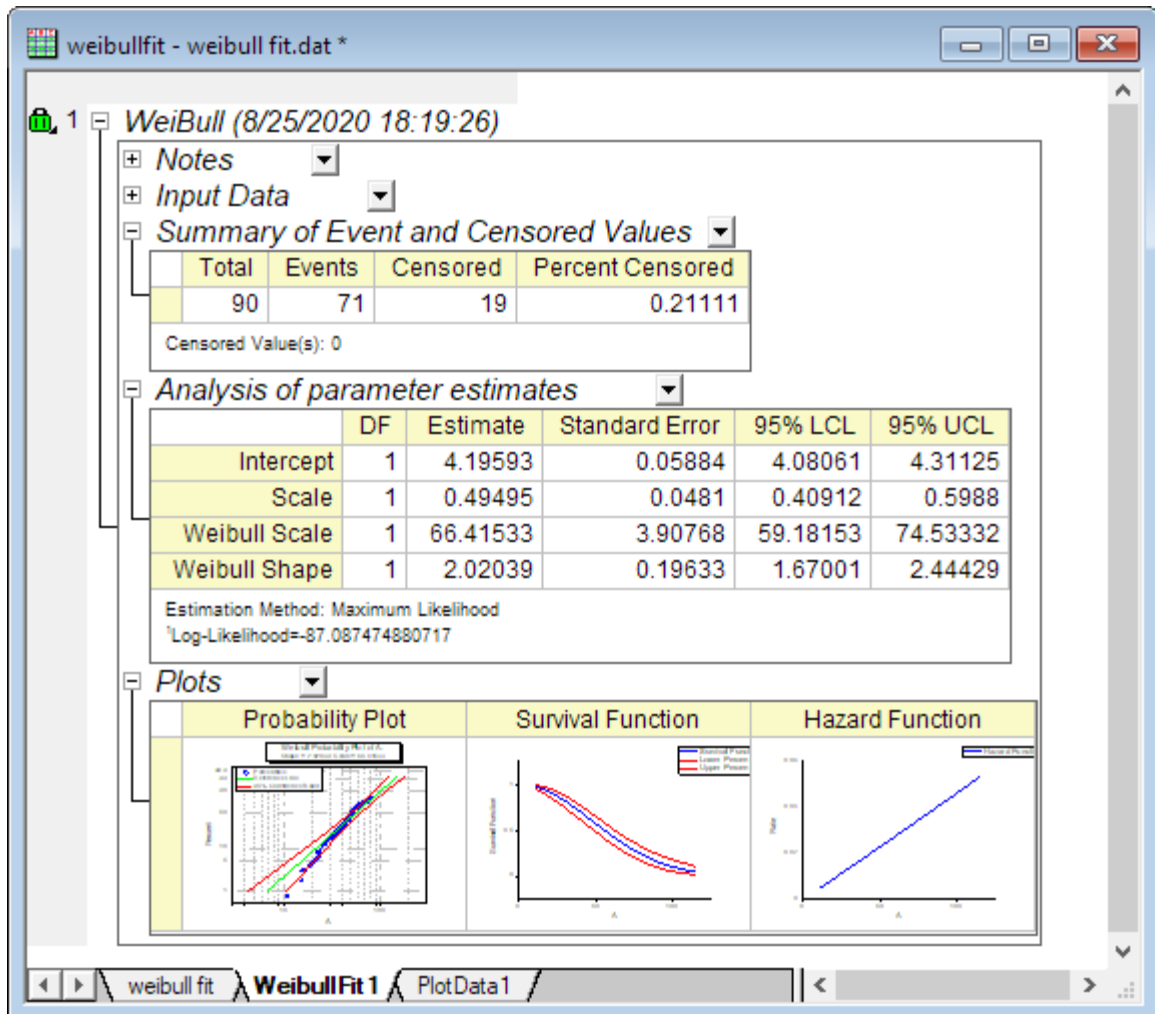 weibullfit - weibull fit.dat *
1 WeiBull (8/25/2020 18:19:26)
Notes
Input Data
Summary of Event and Censored Values
Total Events Censored Percent Censored
90 71 19 0.21111
Censored Value(s): 0
Analysis of parameter estimates
DF Estimate Standard Error 95% LCL 95% UCL
Intercept 1 4.19593 0.05884 4.08061 4.31125
Scale 1 0.49495 0.0481 0.40912 0.5988
Weibull Scale 1 66.41533 3.90768 59.18153 74.53332
Weibull Shape 1 2.02039 0.19633 1.67001 2.44429
Estimation Method: Maximum Likelihood
¹Log-Likelihood=-87.087474880717
Plots
Probability Plot Survival Function Hazard Function
weibull fit WeibullFit1 PlotData1